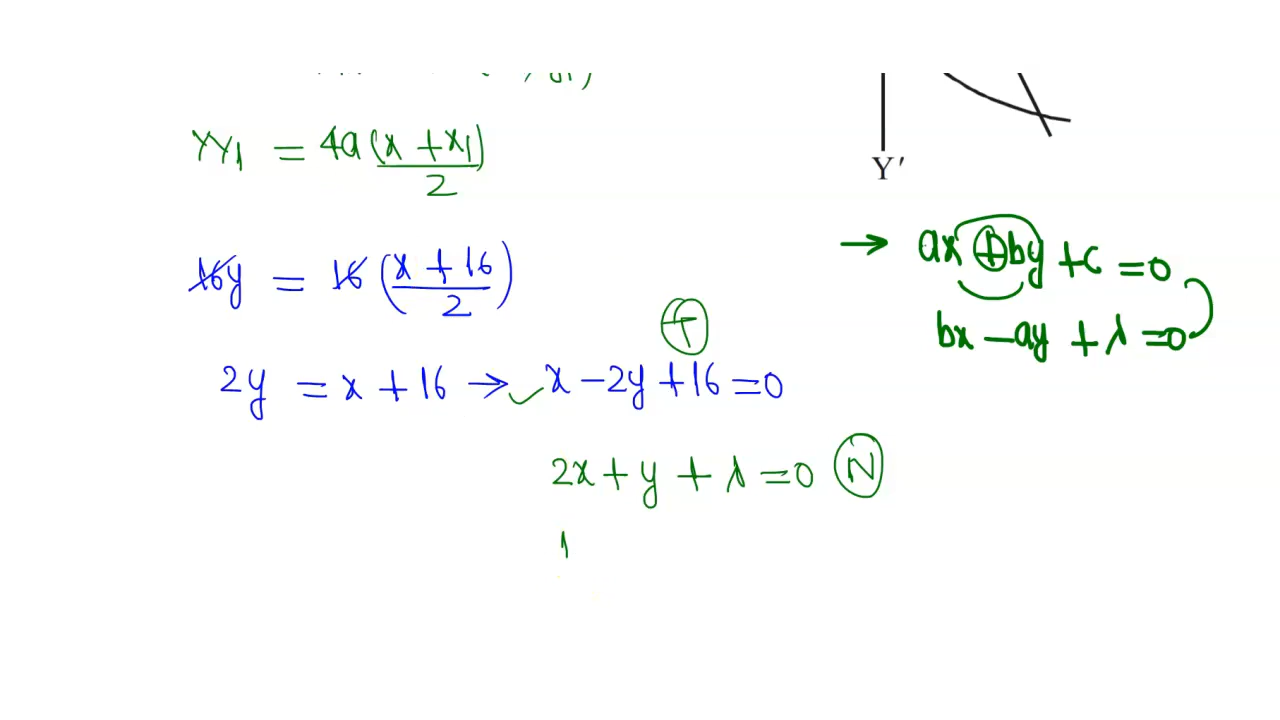 yy₁ = 4a (x + x₁)/2
Y′
16y = 16 (x + 16 / 2)
→ ax + by + c = 0
bx – ay + λ = 0
T
2y = x + 16 → ✓ x – 2y + 16 = 0
2x + y + λ = 0 N